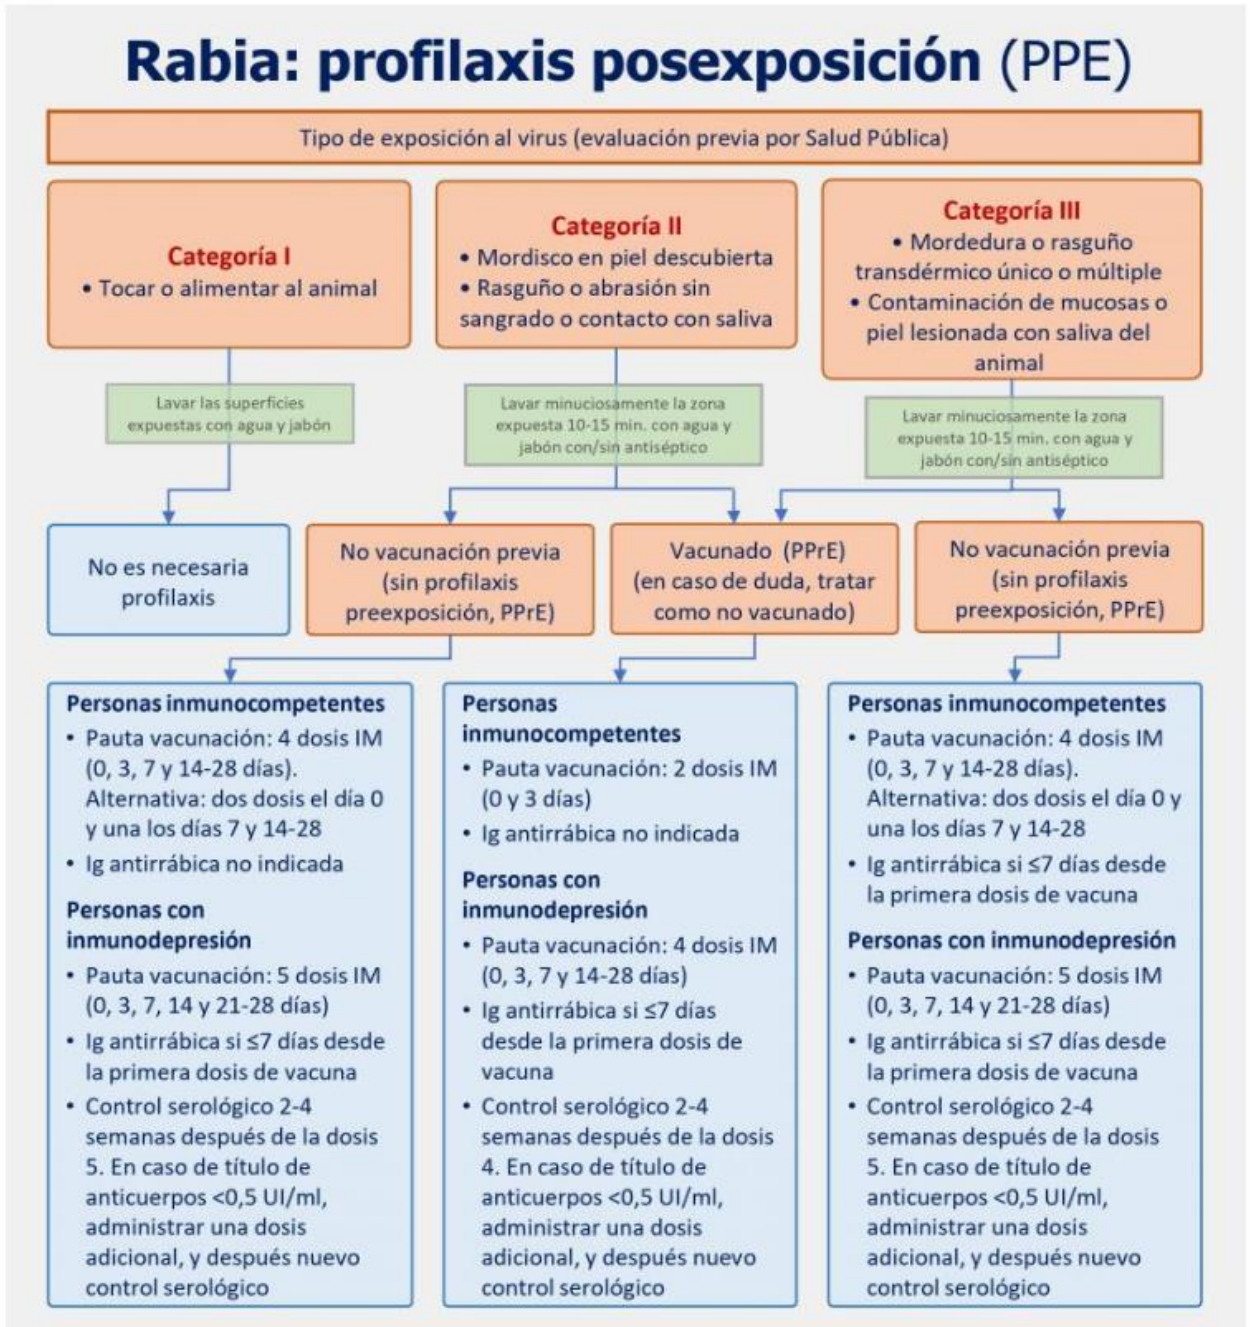 Rabia: profilaxis posexposición (PPE)
Tipo de exposición al virus (evaluación previa por Salud Pública)
Categoría I
• Tocar o alimentar al animal
Categoría II
• Mordisco en piel descubierta
• Rasguño o abrasión sin
sangrado o contacto con saliva
Categoría III
• Mordedura o rasguño
transdérmico único o múltiple
• Contaminación de mucosas o
piel lesionada con saliva del
animal
Lavar las superficies
expuestas con agua y jabón
Lavar minuciosamente la zona
expuesta 10-15 min. con agua y
jabón con/sin antiséptico
Lavar minuciosamente la zona
expuesta 10-15 min. con agua y
jabón con/sin antiséptico
No es necesaria
profilaxis
No vacunación previa
(sin profilaxis
preexposición, PPrE)
Vacunado (PPrE)
(en caso de duda, tratar
como no vacunado)
No vacunación previa
(sin profilaxis
preexposición, PPrE)
Personas inmunocompetentes
• Pauta vacunación: 4 dosis IM
(0, 3, 7 y 14-28 días).
Alternativa: dos dosis el día 0
y una los días 7 y 14-28
• Ig antirrábica no indicada
Personas con
inmunodepresión
• Pauta vacunación: 5 dosis IM
(0, 3, 7, 14 y 21-28 días)
• Ig antirrábica si ≤7 días desde
la primera dosis de vacuna
• Control serológico 2-4
semanas después de la dosis
5. En caso de título de
anticuerpos <0,5 UI/ml,
administrar una dosis
adicional, y después nuevo
control serológico
Personas
inmunocompetentes
• Pauta vacunación: 2 dosis IM
(0 y 3 días)
• Ig antirrábica no indicada
Personas con
inmunodepresión
• Pauta vacunación: 4 dosis IM
(0, 3, 7 y 14-28 días)
• Ig antirrábica si ≤7 días
desde la primera dosis de
vacuna
• Control serológico 2-4
semanas después de la dosis
4. En caso de título de
anticuerpos <0,5 UI/ml,
administrar una dosis
adicional, y después nuevo
control serológico
Personas inmunocompetentes
• Pauta vacunación: 4 dosis IM
(0, 3, 7 y 14-28 días).
Alternativa: dos dosis el día 0 y
una los días 7 y 14-28
• Ig antirrábica si ≤7 días desde
la primera dosis de vacuna
Personas con inmunodepresión
• Pauta vacunación: 5 dosis IM
(0, 3, 7, 14 y 21-28 días)
• Ig antirrábica si ≤7 días desde
la primera dosis de vacuna
• Control serológico 2-4
semanas después de la dosis
5. En caso de título de
anticuerpos <0,5 UI/ml,
administrar una dosis
adicional, y después nuevo
control serológico